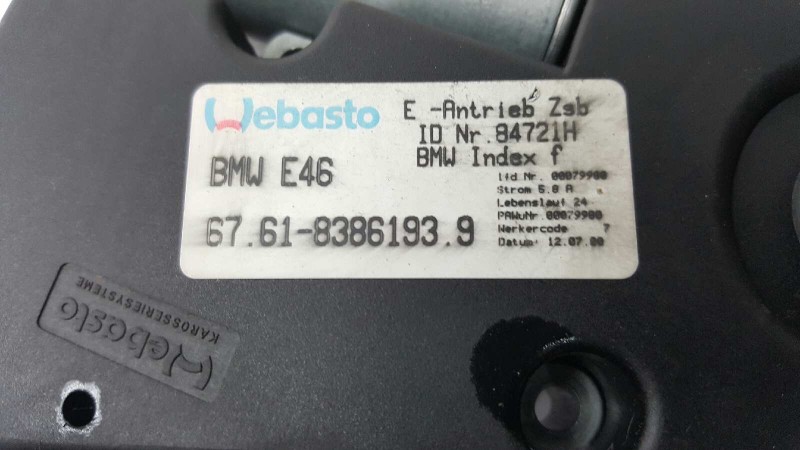 Webasto
E -Antrieb Zsb
ID Nr.84721H
BMW Index f
BMW E46
lfd Nr. 00079900
Strom 5.8 A
Lebenslauf 24
PAWuNr.00079900
Werkercode 7
Datum: 12.07.00
67.61-8386193.9
Webasto
KAROSSERIESYSTEME